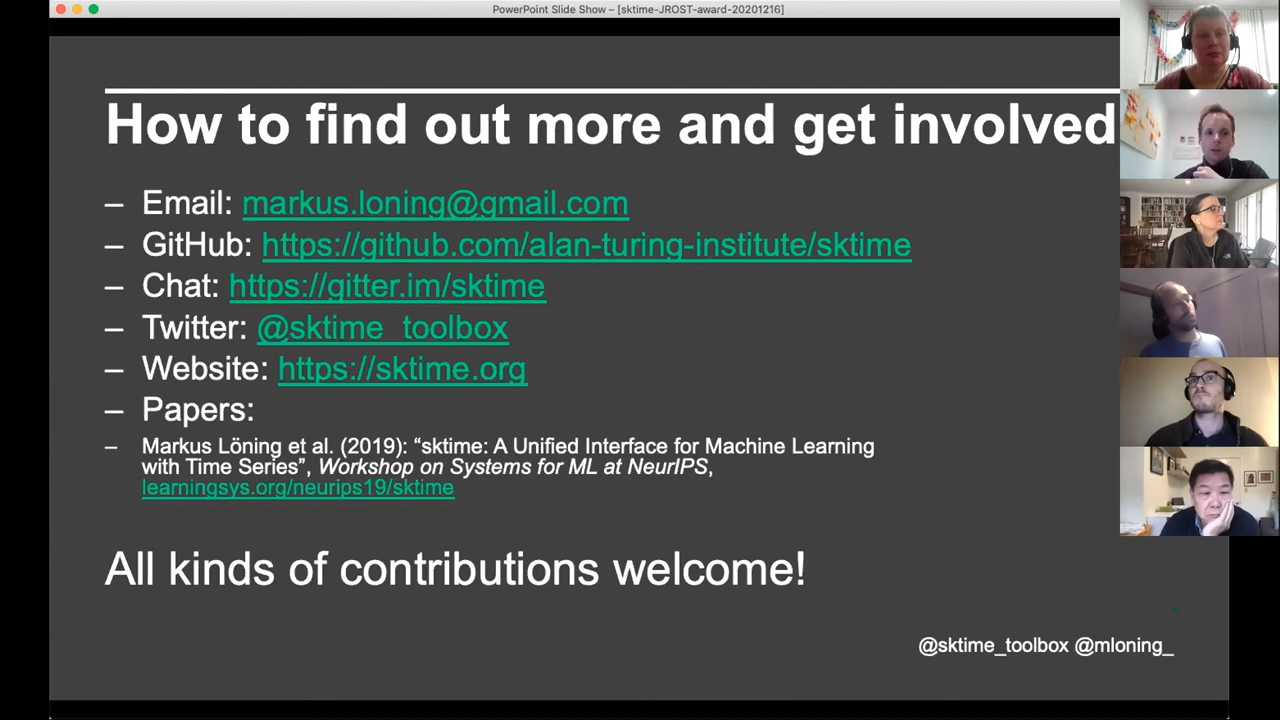 PowerPoint Slide Show – [sktime-JROST-award-20201216]
How to find out more and get involved
– Email: markus.loning@gmail.com
– GitHub: https://github.com/alan-turing-institute/sktime
– Chat: https://gitter.im/sktime
– Twitter: @sktime_toolbox
– Website: https://sktime.org
– Papers:
– Markus Löning et al. (2019): “sktime: A Unified Interface for Machine Learning
with Time Series”, Workshop on Systems for ML at NeurIPS,
learningsys.org/neurips19/sktime
All kinds of contributions welcome!
@sktime_toolbox @mloning_